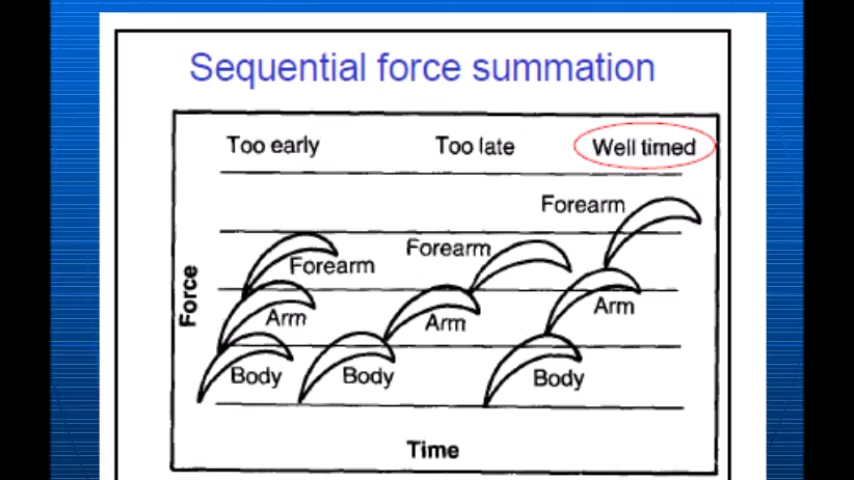 Sequential force summation
Too early Too late Well timed
Forearm
Forearm
Forearm
Arm
Arm
Arm
Body
Body
Body
Force
Time